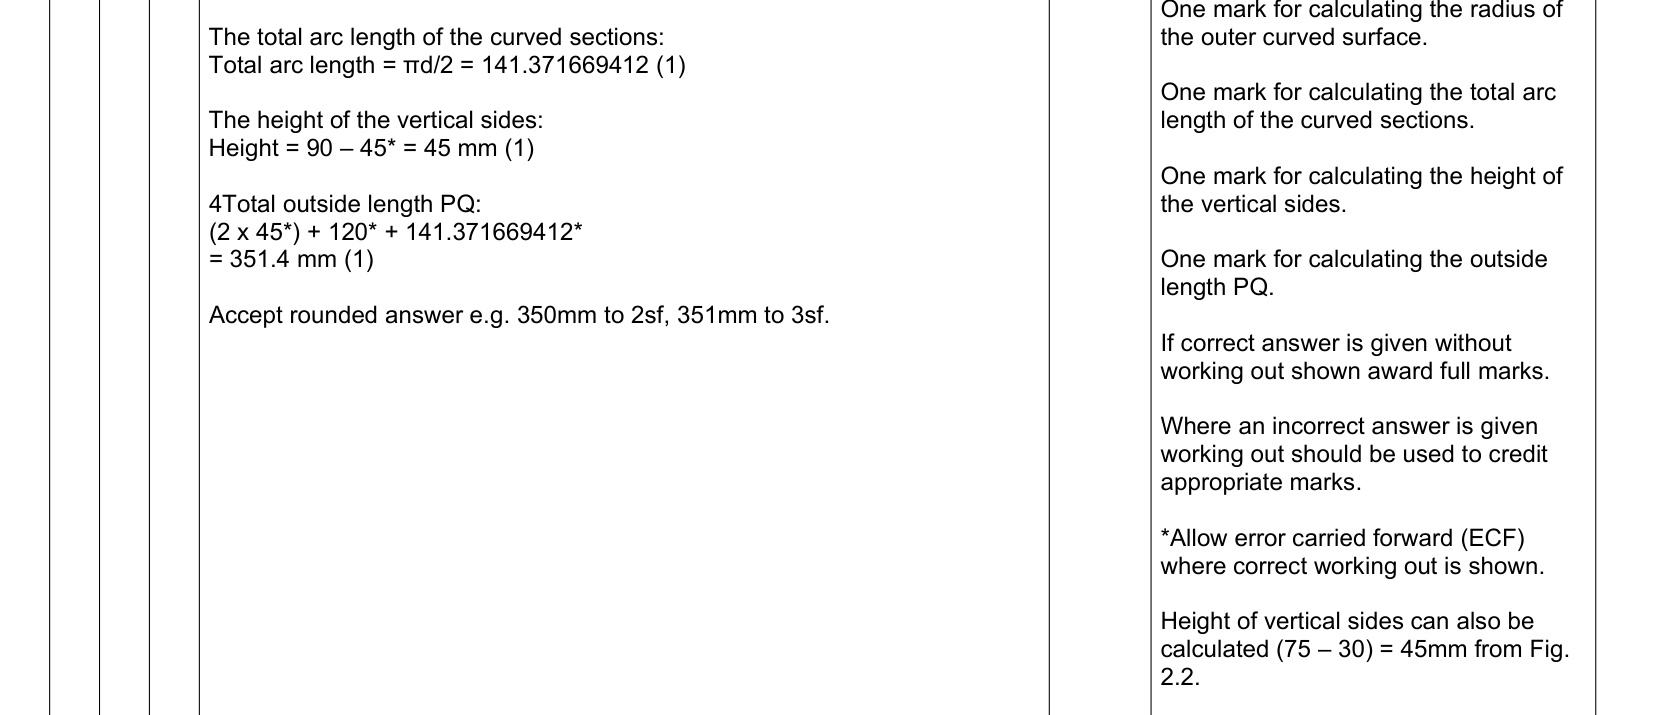 The total arc length of the curved sections:
Total arc length = πd/2 = 141.371669412 (1)
The height of the vertical sides:
Height = 90 – 45* = 45 mm (1)
4Total outside length PQ:
(2 x 45*) + 120* + 141.371669412*
= 351.4 mm (1)
Accept rounded answer e.g. 350mm to 2sf, 351mm to 3sf.
One mark for calculating the radius of
the outer curved surface.
One mark for calculating the total arc
length of the curved sections.
One mark for calculating the height of
the vertical sides.
One mark for calculating the outside
length PQ.
If correct answer is given without
working out shown award full marks.
Where an incorrect answer is given
working out should be used to credit
appropriate marks.
*Allow error carried forward (ECF)
where correct working out is shown.
Height of vertical sides can also be
calculated (75 – 30) = 45mm from Fig.
2.2.